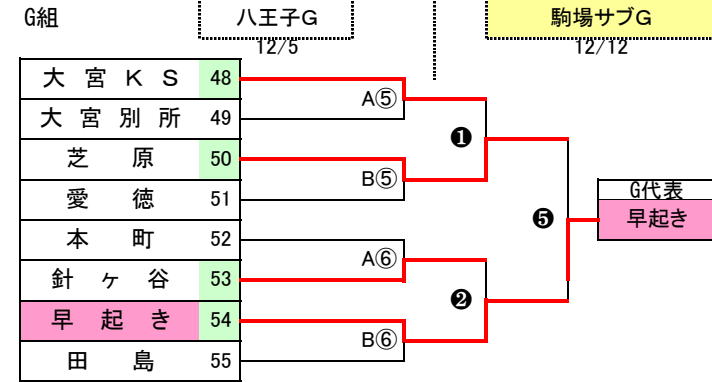 G組
八王子G
駒場サブG
12/5
12/12
大宮KS 48
A⑤
大宮別所 49
❶
芝原 50
B⑤
愛徳 51
G代表
❺
早起き
本町 52
A⑥
針ヶ谷 53
❷
早起き 54
B⑥
田島 55